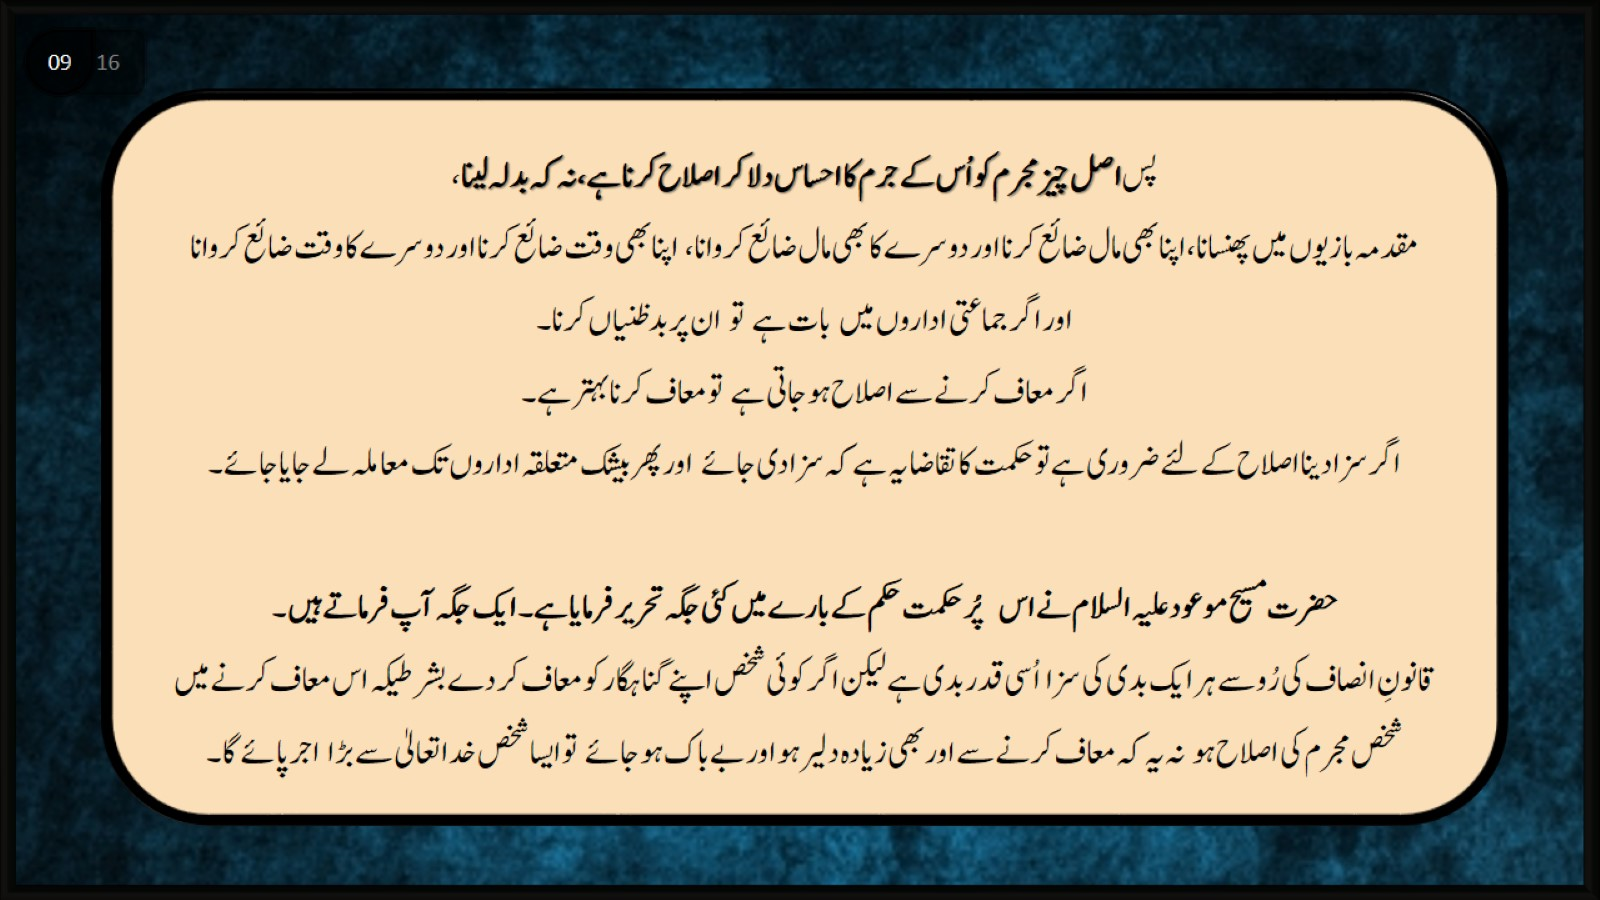 09 16
پس اصل چیز مجرم کو اُس کے جرم کا احساس دلا کر اصلاح کرنا ہے، نہ کہ بدلہ لینا،
مقدمہ بازیوں میں پھنسانا، اپنا بھی مال ضائع کرنا اور دوسرے کا بھی مال ضائع کروانا، اپنا بھی وقت ضائع کرنا اور دوسرے کا وقت ضائع کروانا
اور اگر جماعتی اداروں میں بات ہے تو ان پر بدظنیاں کرنا۔
اگر معاف کرنے سے اصلاح ہو جاتی ہے تو معاف کرنا بہتر ہے۔
اگر سزا دینا اصلاح کے لئے ضروری ہے تو حکمت کا تقاضا یہ ہے کہ سزا دی جائے اور پھر بیشک متعلقہ اداروں تک معاملہ لے جایا جائے۔
حضرت مسیح موعود علیہ السلام نے اس پُر حکمت حکم کے بارے میں کئی جگہ تحریر فرمایا ہے۔ ایک جگہ آپ فرماتے ہیں۔
قانونِ انصاف کی رُو سے ہر ایک بدی کی سزا اُسی قدر بدی ہے لیکن اگر کوئی شخص اپنے گناہگار کو معاف کر دے بشرطیکہ اس معاف کرنے میں
شخص مجرم کی اصلاح ہو نہ یہ کہ معاف کرنے سے اور بھی زیادہ دلیر ہو اور بے باک ہو جائے تو ایسا شخص خدا تعالیٰ سے بڑا اجر پائے گا۔